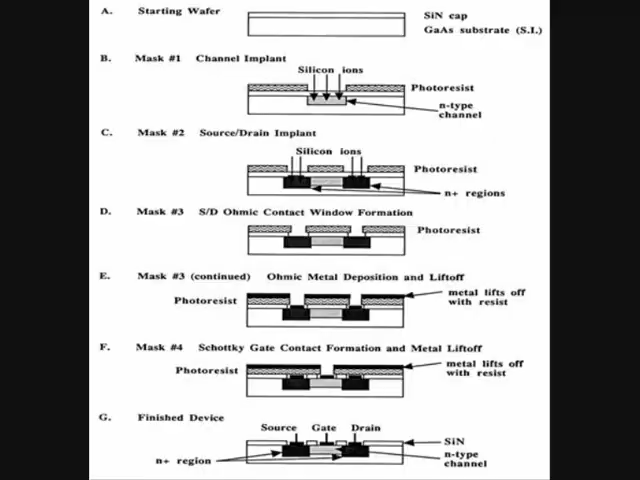 A. Starting Wafer
SiN cap
GaAs substrate (S.I.)
B. Mask #1 Channel Implant
Silicon ions
Photoresist
n-type
channel
C. Mask #2 Source/Drain Implant
Silicon ions
Photoresist
n+ regions
D. Mask #3 S/D Ohmic Contact Window Formation
Photoresist
E. Mask #3 (continued) Ohmic Metal Deposition and Liftoff
Photoresist
metal lifts off
with resist
F. Mask #4 Schottky Gate Contact Formation and Metal Liftoff
Photoresist
metal lifts off
with resist
G. Finished Device
Source Gate Drain
SiN
n+ region
n-type
channel